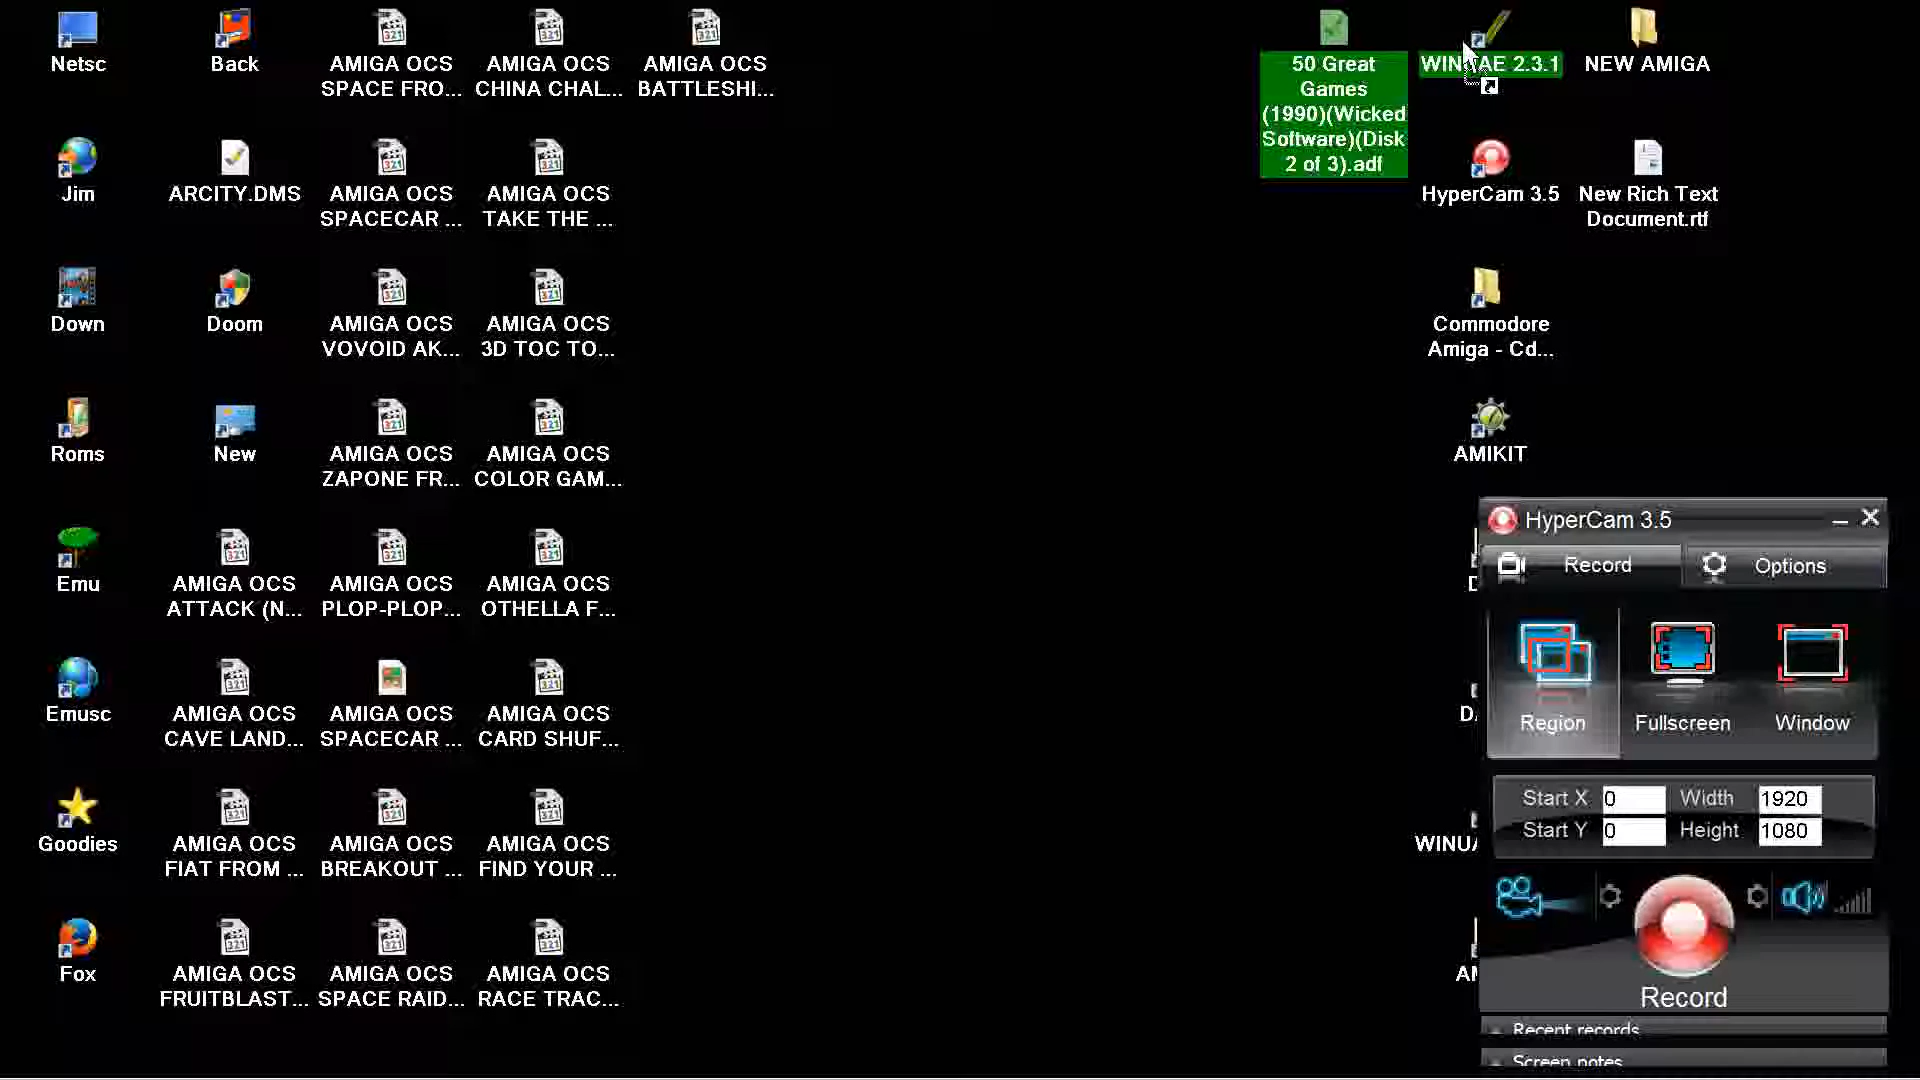 Netsc
Back
AMIGA OCS
SPACE FRO...
AMIGA OCS
CHINA CHAL...
AMIGA OCS
BATTLESHI...
50 Great
Games
(1990)(Wicked
Software)(Disk
2 of 3).adf
WINUAE 2.3.1
NEW AMIGA
Jim
ARCITY.DMS
AMIGA OCS
SPACECAR ...
AMIGA OCS
TAKE THE ...
HyperCam 3.5
New Rich Text
Document.rtf
Down
Doom
AMIGA OCS
VOVOID AK...
AMIGA OCS
3D TOC TO...
Commodore
Amiga - Cd...
Roms
New
AMIGA OCS
ZAPONE FR...
AMIGA OCS
COLOR GAM...
AMIKIT
Emu
AMIGA OCS
ATTACK (N...
AMIGA OCS
PLOP-PLOP...
AMIGA OCS
OTHELLA F...
Emusc
AMIGA OCS
CAVE LAND...
AMIGA OCS
SPACECAR ...
AMIGA OCS
CARD SHUF...
Goodies
AMIGA OCS
FIAT FROM ...
AMIGA OCS
BREAKOUT ...
AMIGA OCS
FIND YOUR ...
Fox
AMIGA OCS
FRUITBLAST...
AMIGA OCS
SPACE RAID...
AMIGA OCS
RACE TRAC...
HyperCam 3.5
Record
Options
Region
Fullscreen
Window
Start X 0 Width 1920
Start Y 0 Height 1080
Record
Recent records
Screen notes